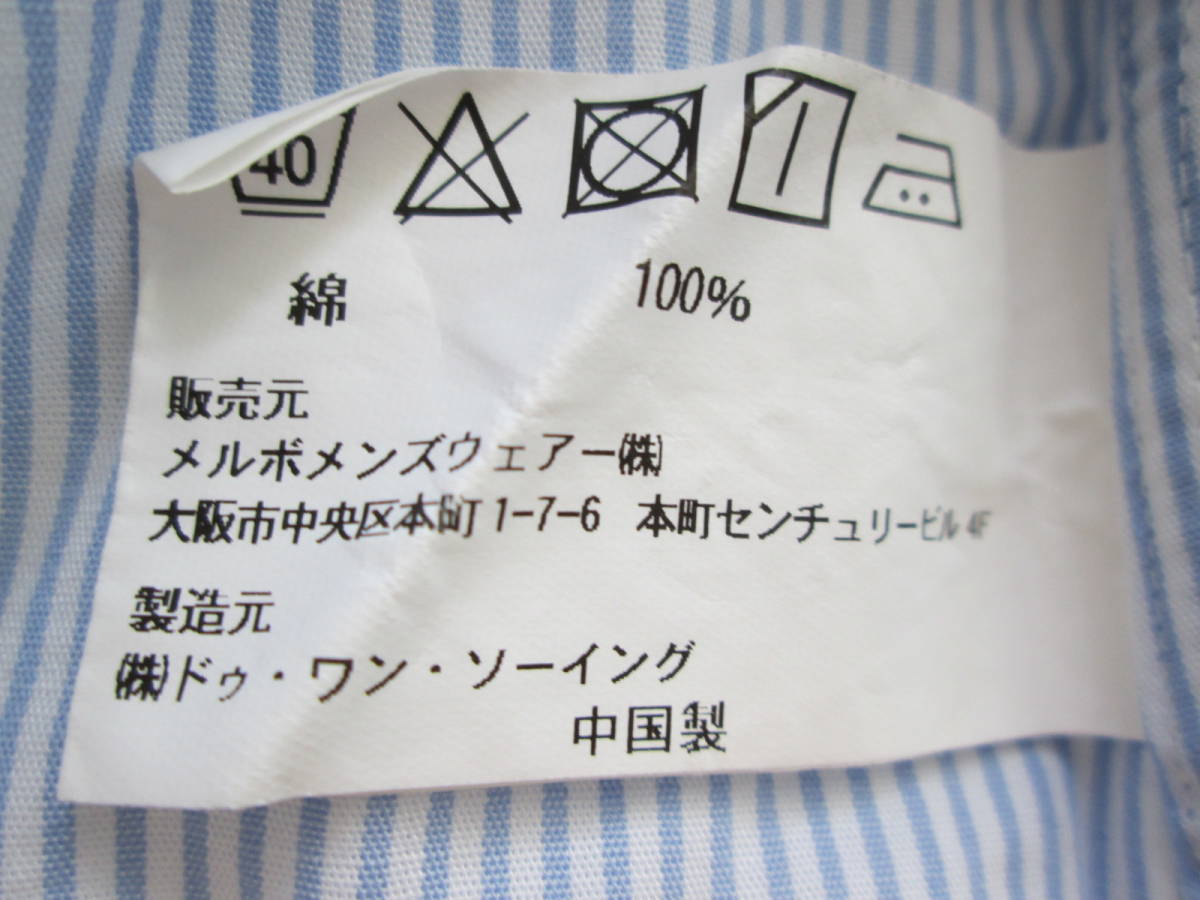 40
綿 100%
販売元
メルボメンズウェアー㈱
大阪市中央区本町1-7-6 本町センチュリービル 4F
製造元
㈱ドゥ・ワン・ソーイング
中国製